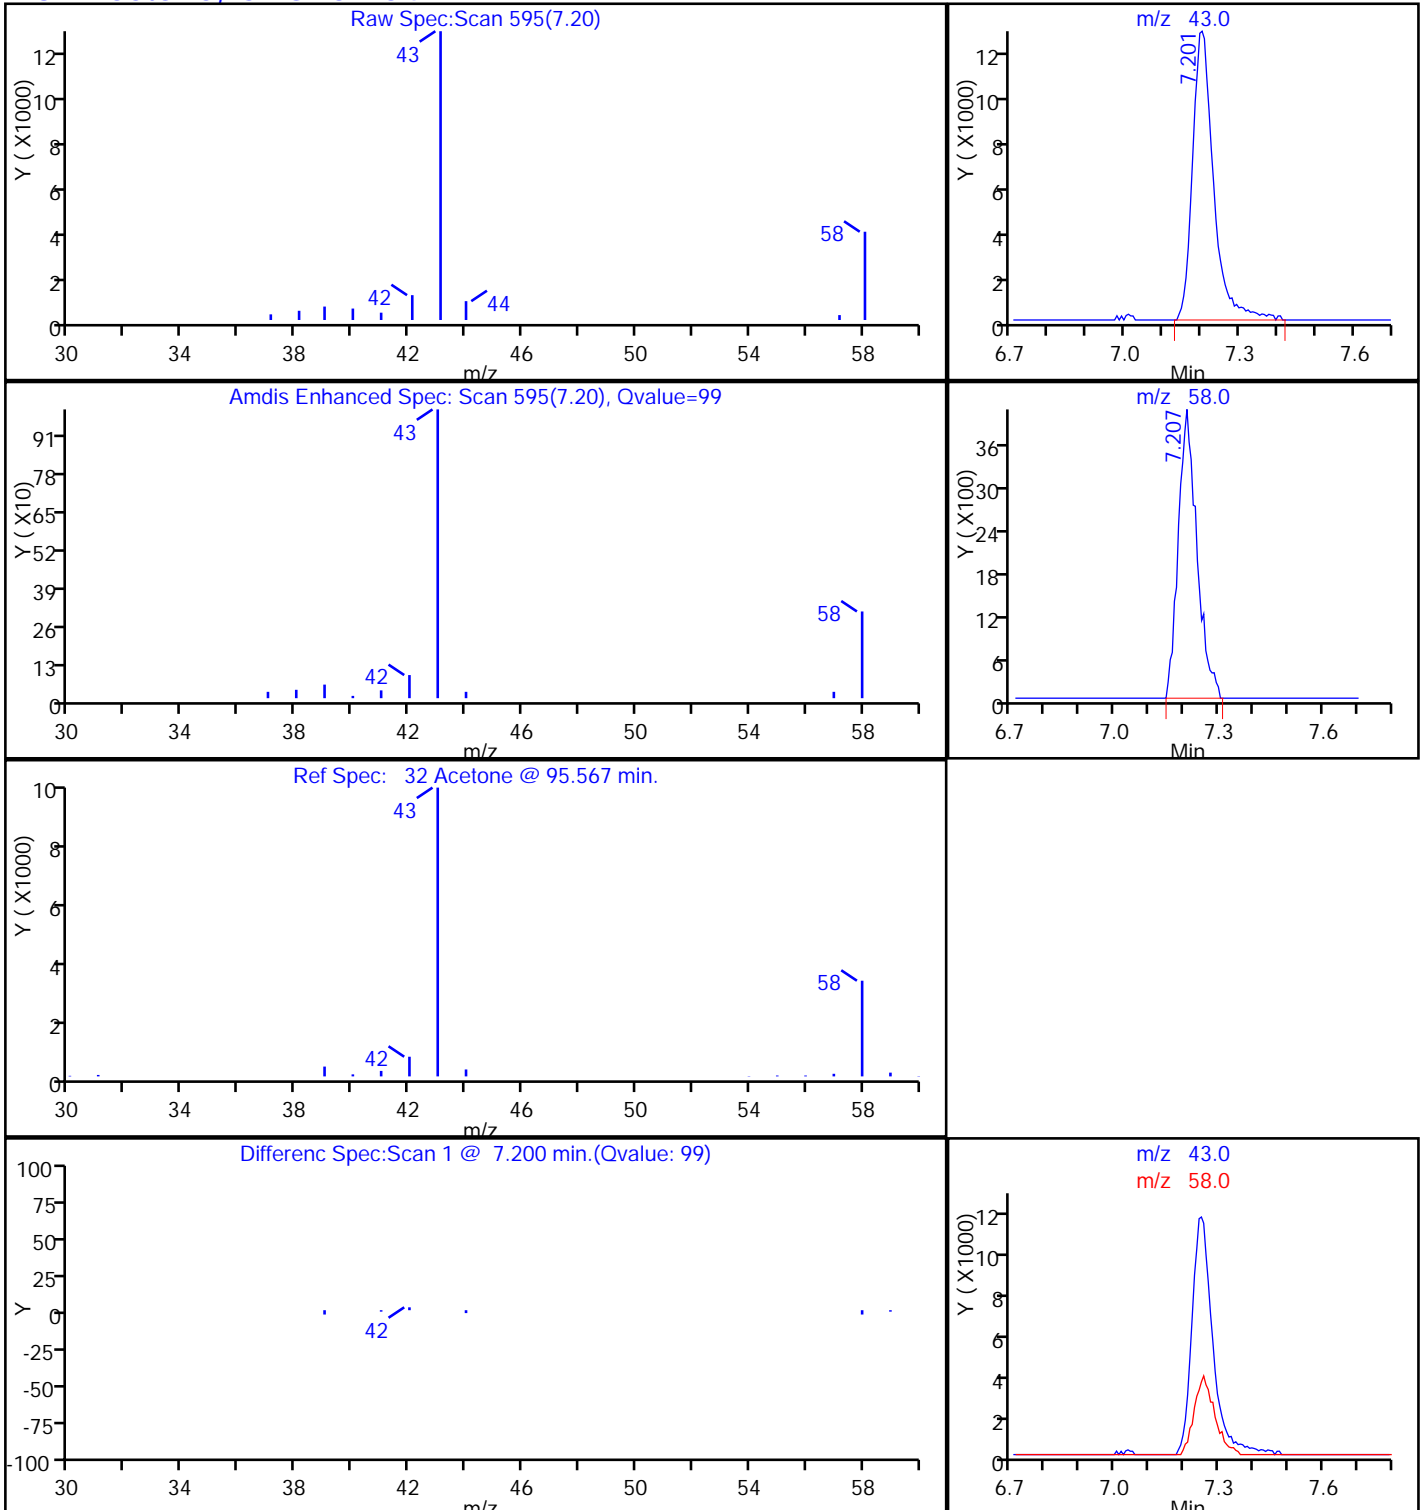 Raw Spec:Scan 595(7.20)
Y ( X1000)
12
10
8
6
4
2
0
43
42
44
58
30 34 38 42 46 50 54 58
m/z
m/z 43.0
Y ( X1000)
12
10
8
6
4
2
0
7.201
6.7 7.0 7.3 7.6
Min
Amdis Enhanced Spec: Scan 595(7.20), Qvalue=99
Y ( X10)
91
78
65
52
39
26
13
0
43
42
58
30 34 38 42 46 50 54 58
m/z
m/z 58.0
Y ( X100)
36
30
24
18
12
6
0
7.207
6.7 7.0 7.3 7.6
Min
Ref Spec: 32 Acetone @ 95.567 min.
Y ( X1000)
10
8
6
4
2
0
43
42
58
30 34 38 42 46 50 54 58
m/z
Differenc Spec:Scan 1 @ 7.200 min.(Qvalue: 99)
Y
100
75
50
25
0
-25
-50
-75
-100
42
30 34 38 42 46 50 54 58
m/z
m/z 43.0
m/z 58.0
Y ( X1000)
12
10
8
6
4
2
0
6.7 7.0 7.3 7.6
Min